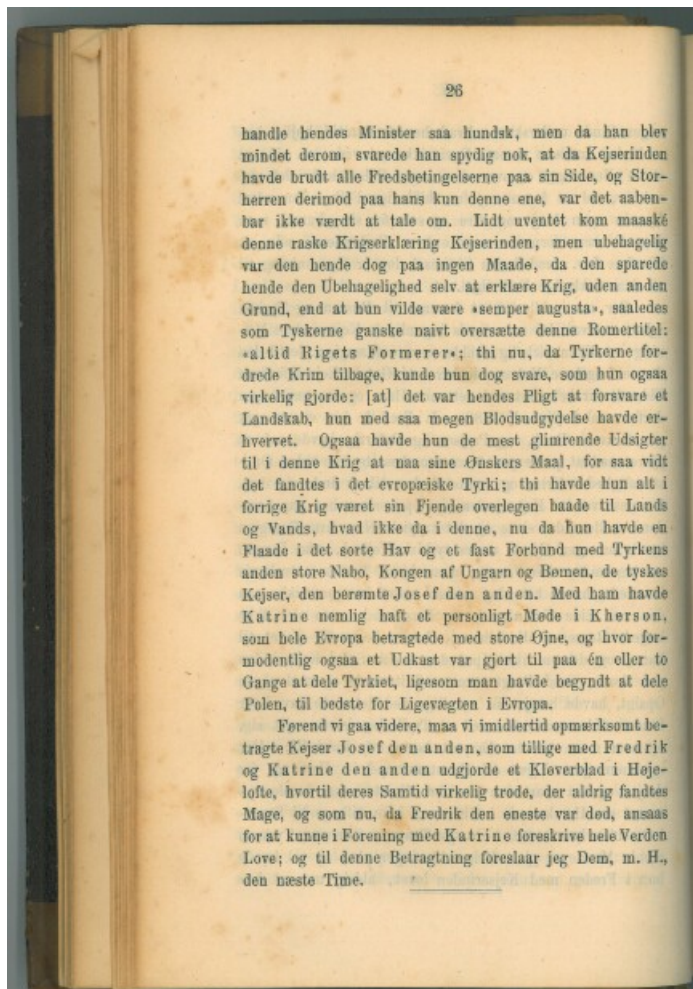 26
handle hendes Minister saa hundsk, men da han blev
mindet derom, svarede han spydig nok, at da Kejserinden
havde brudt alle Fredsbetingelserne paa sin Side, og Stor-
herren derimod paa hans kun denne ene, var det aaben-
bar ikke værdt at tale om. Lidt uventet kom maaské
denne raske Krigserklæring Kejserinden, men ubehagelig
var den hende dog paa ingen Maade, da den sparede
hende den Ubehagelighed selv at erklære Krig, uden anden
Grund, end at hun vilde være »semper augusta«, saaledes
som Tyskerne ganske naivt oversætte denne Romertitel:
»altid Rigets Formerer«; thi nu, da Tyrkerne for-
drede Krim tilbage, kunde hun dog svare, som hun ogsaa
virkelig gjorde: [at] det var hendes Pligt at forsvare et
Landskab, hun med saa megen Blodsudgydelse havde er-
hvervet. Ogsaa havde hun de mest glimrende Udsigter
til i denne Krig at naa sine Ønskers Maal, for saa vidt
det fandtes i det evropæiske Tyrki; thi havde hun alt i
forrige Krig været sin Fjende overlegen baade til Lands
og Vands, hvad ikke da i denne, nu da hun havde en
Flaade i det sorte Hav og et fast Forbund med Tyrkens
anden store Nabo, Kongen af Ungarn og Bømen, de tyskes
Kejser, den berømte Josef den anden. Med ham havde
Katrine nemlig haft et personligt Møde i Kherson,
som hele Evropa betragtede med store Øjne, og hvor for-
modentlig ogsaa et Udkast var gjort til paa én eller to
Gange at dele Tyrkiet, ligesom man havde begyndt at dele
Polen, til bedste for Ligevægten i Evropa.
Førend vi gaa videre, maa vi imidlertid opmærksomt be-
tragte Kejser Josef den anden, som tillige med Fredrik
og Katrine den anden udgjorde et Kløverblad i Høje-
lofte, hvortil deres Samtid virkelig trode, der aldrig fandtes
Mage, og som nu, da Fredrik den eneste var død, ansaas
for at kunne i Forening med Katrine foreskrive hele Verden
Love; og til denne Betragtning foreslaar jeg Dem, m. H.,
den næste Time.